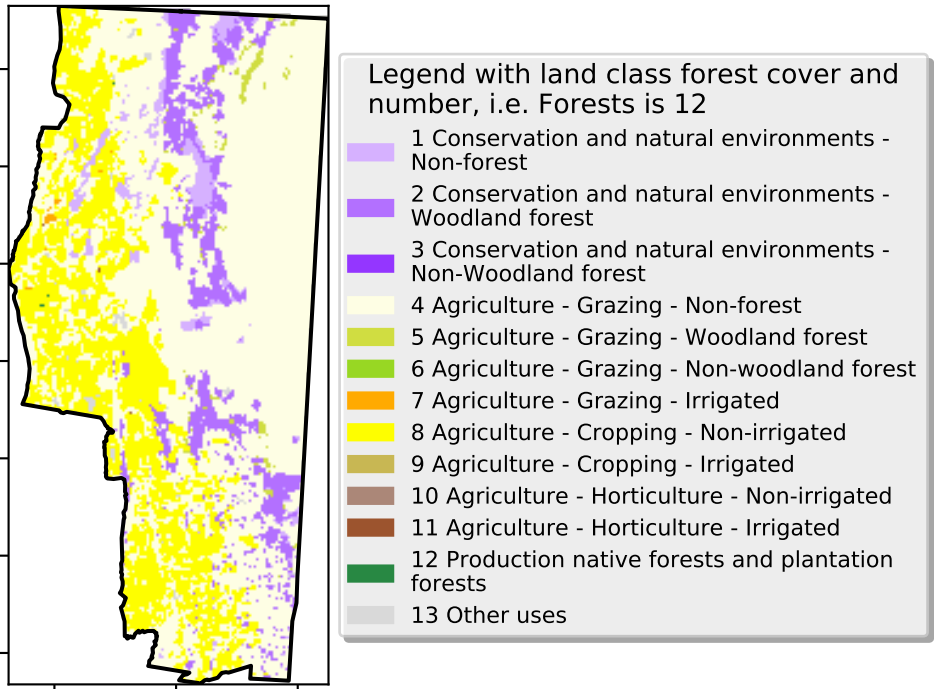 Legend with land class forest cover and
number, i.e. Forests is 12
1 Conservation and natural environments -
Non-forest
2 Conservation and natural environments -
Woodland forest
3 Conservation and natural environments -
Non-Woodland forest
4 Agriculture - Grazing - Non-forest
5 Agriculture - Grazing - Woodland forest
6 Agriculture - Grazing - Non-woodland forest
7 Agriculture - Grazing - Irrigated
8 Agriculture - Cropping - Non-irrigated
9 Agriculture - Cropping - Irrigated
10 Agriculture - Horticulture - Non-irrigated
11 Agriculture - Horticulture - Irrigated
12 Production native forests and plantation
forests
13 Other uses